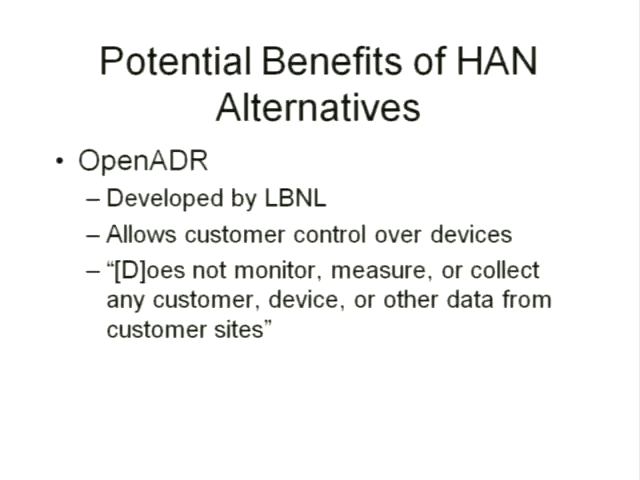 Potential Benefits of HAN
Alternatives
• OpenADR
– Developed by LBNL
– Allows customer control over devices
– “[D]oes not monitor, measure, or collect
any customer, device, or other data from
customer sites”